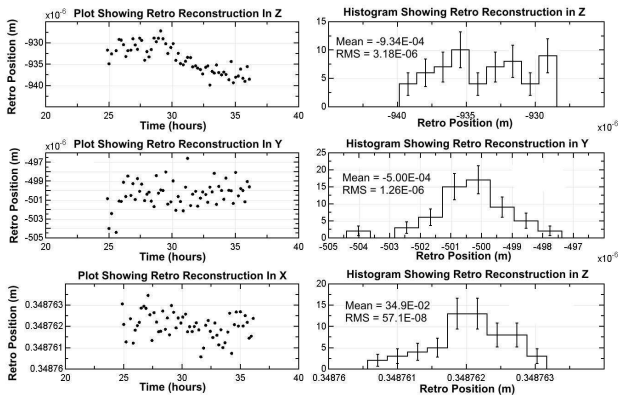 Plot Showing Retro Reconstruction In Z
x10⁻⁶
Retro Position (m)
-930
-935
-940
20 25 30 35 40
Time (hours)
Histogram Showing Retro Reconstruction in Z
Mean = -9.34E-04
RMS = 3.18E-06
15
10
5
0
-940 -935 -930
x10⁻⁶
Retro Position (m)
Plot Showing Retro Reconstruction In Y
x10⁻⁶
Retro Position (m)
-497
-499
-501
-503
-505
20 25 30 35 40
Time (hours)
Histogram Showing Retro Reconstruction in Y
Mean = -5.00E-04
RMS = 1.26E-06
25
20
15
10
5
0
-505 -504 -503 -502 -501 -500 -499 -498 -497
x10⁻⁶
Retro Position (m)
Plot Showing Retro Reconstruction In X
Retro Position (m)
0.348763
0.348762
0.348761
0.34876
20 25 30 35 40
Time (hours)
Histogram Showing Retro Reconstruction in Z
Mean = 34.9E-02
RMS = 57.1E-08
20
15
10
5
0
0.34876 0.348761 0.348762 0.348763
Retro Position (m)